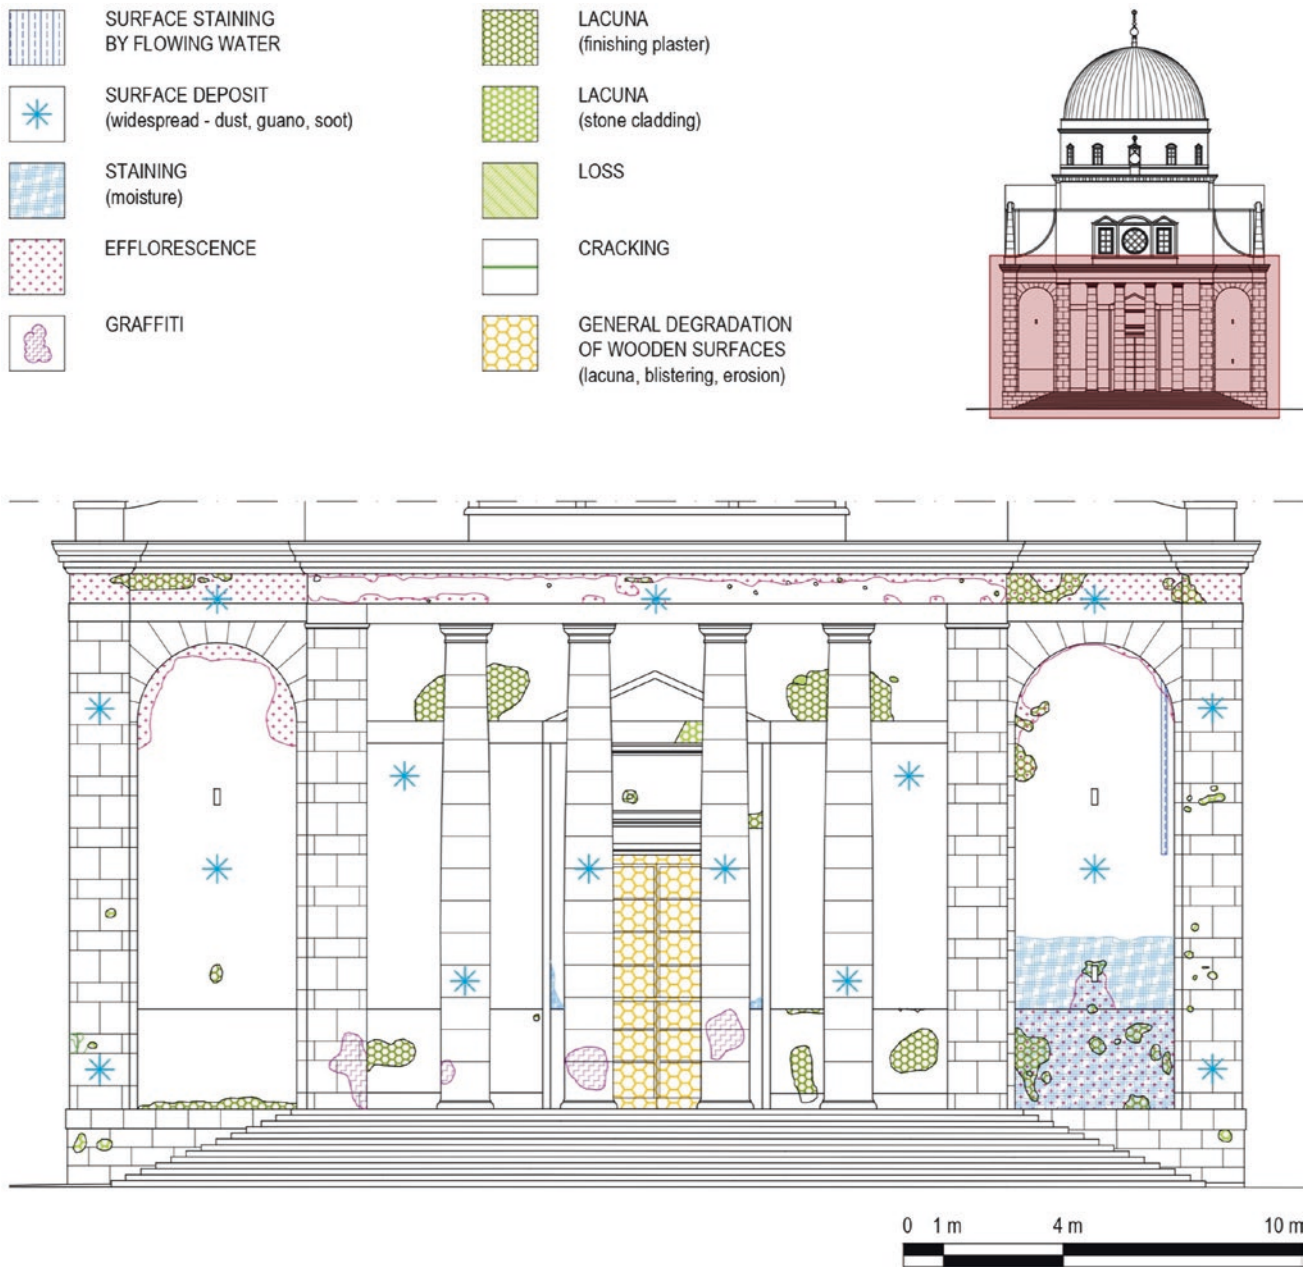 SURFACE STAINING
BY FLOWING WATER
SURFACE DEPOSIT
(widespread - dust, guano, soot)
STAINING
(moisture)
EFFLORESCENCE
GRAFFITI
LACUNA
(finishing plaster)
LACUNA
(stone cladding)
LOSS
CRACKING
GENERAL DEGRADATION
OF WOODEN SURFACES
(lacuna, blistering, erosion)
0 1 m 4 m 10 m